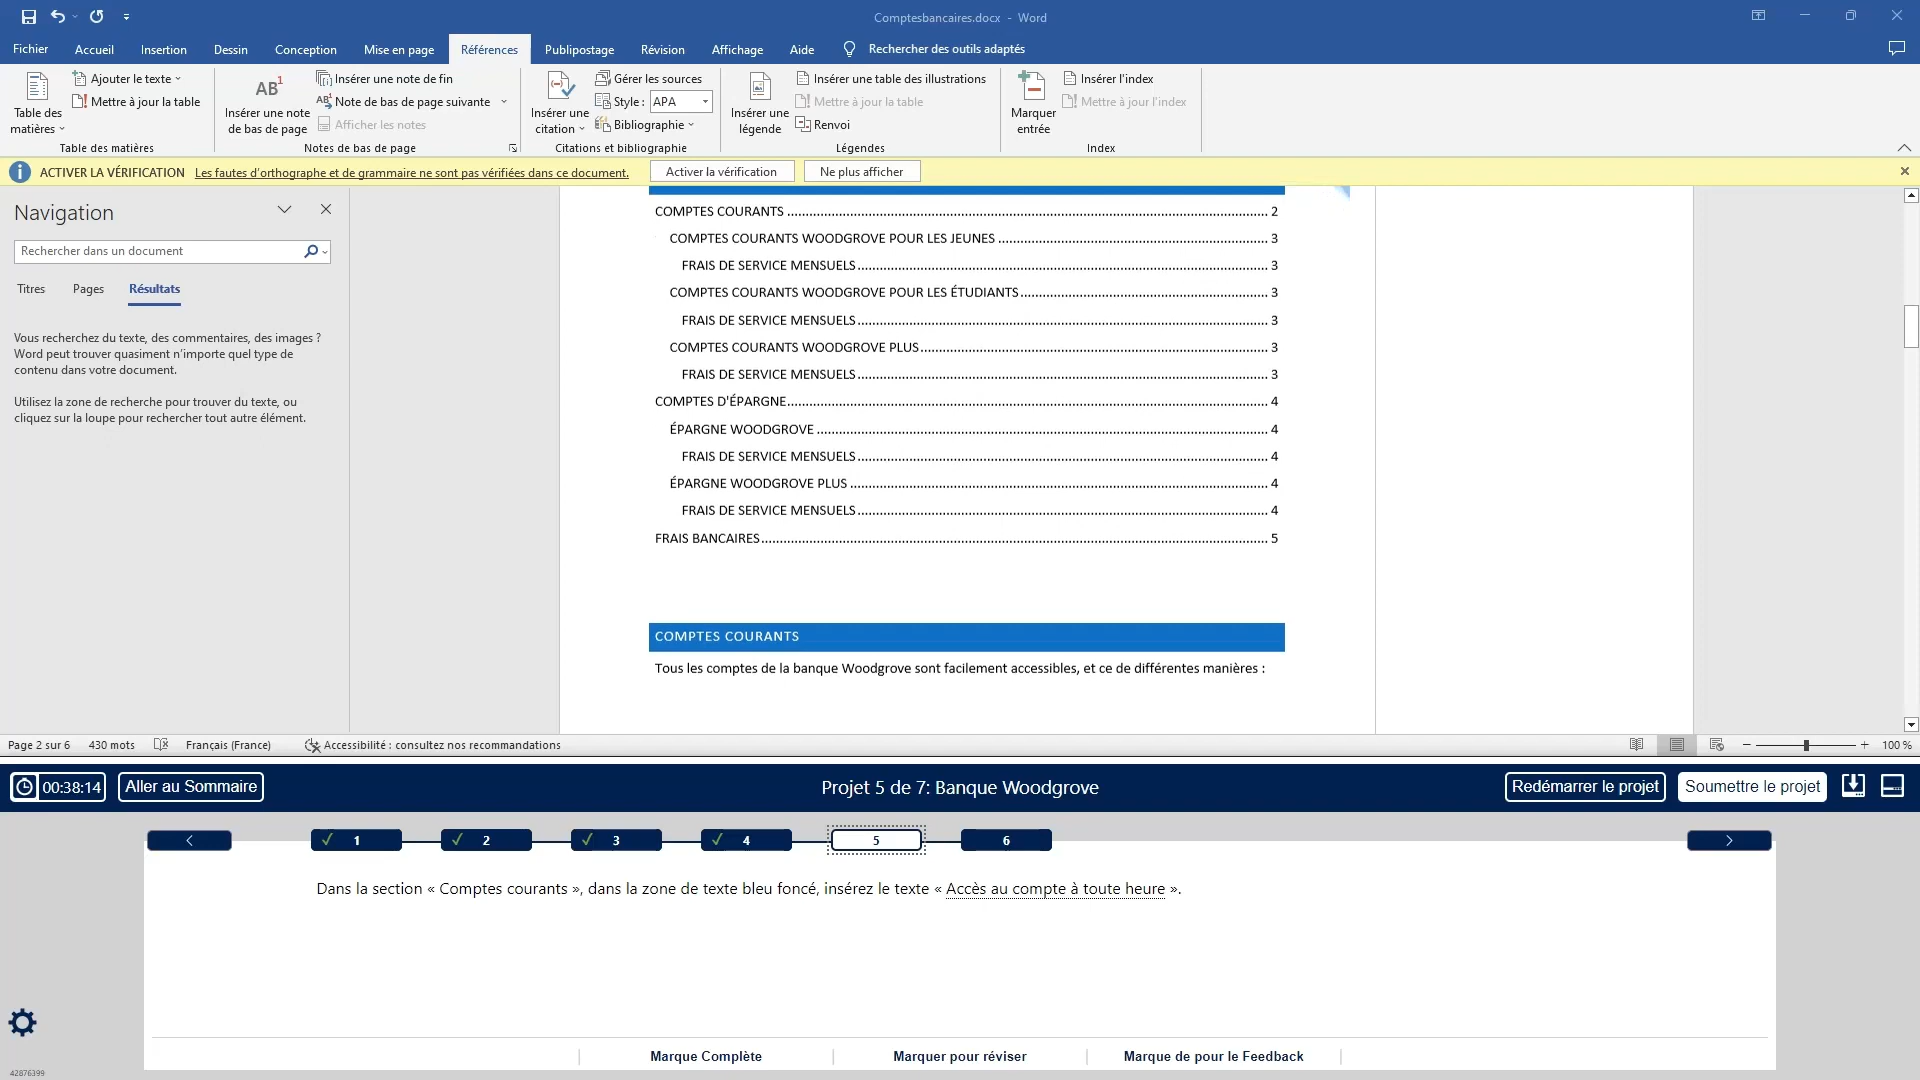 Comptesbancaires.docx - Word
Fichier Accueil Insertion Dessin Conception Mise en page Références Publipostage Révision Affichage Aide Rechercher des outils adaptés
Table des matières
Ajouter le texte
Mettre à jour la table
Table des matières
AB1
Insérer une note de bas de page
Insérer une note de fin
AB1 Note de bas de page suivante
Afficher les notes
Notes de bas de page
Insérer une citation
Gérer les sources
Style : APA
Bibliographie
Citations et bibliographie
Insérer une légende
Insérer une table des illustrations
Mettre à jour la table
Renvoi
Légendes
Marquer entrée
Insérer l'index
Mettre à jour l'index
Index
ACTIVER LA VÉRIFICATION Les fautes d'orthographe et de grammaire ne sont pas vérifiées dans ce document. Activer la vérification Ne plus afficher
Navigation
Rechercher dans un document
Titres Pages Résultats
Vous recherchez du texte, des commentaires, des images ?
Word peut trouver quasiment n'importe quel type de
contenu dans votre document.
Utilisez la zone de recherche pour trouver du texte, ou
cliquez sur la loupe pour rechercher tout autre élément.
COMPTES COURANTS 2
COMPTES COURANTS WOODGROVE POUR LES JEUNES 3
FRAIS DE SERVICE MENSUELS 3
COMPTES COURANTS WOODGROVE POUR LES ÉTUDIANTS 3
FRAIS DE SERVICE MENSUELS 3
COMPTES COURANTS WOODGROVE PLUS 3
FRAIS DE SERVICE MENSUELS 3
COMPTES D'ÉPARGNE 4
ÉPARGNE WOODGROVE 4
FRAIS DE SERVICE MENSUELS 4
ÉPARGNE WOODGROVE PLUS 4
FRAIS DE SERVICE MENSUELS 4
FRAIS BANCAIRES 5
COMPTES COURANTS
Tous les comptes de la banque Woodgrove sont facilement accessibles, et ce de différentes manières :
Page 2 sur 6 430 mots Français (France) Accessibilité : consultez nos recommandations 100 %
00:38:14 Aller au Sommaire Projet 5 de 7: Banque Woodgrove Redémarrer le projet Soumettre le projet
1 2 3 4 5 6
Dans la section « Comptes courants », dans la zone de texte bleu foncé, insérez le texte « Accès au compte à toute heure ».
Marque Complète Marquer pour réviser Marque de pour le Feedback
42876399